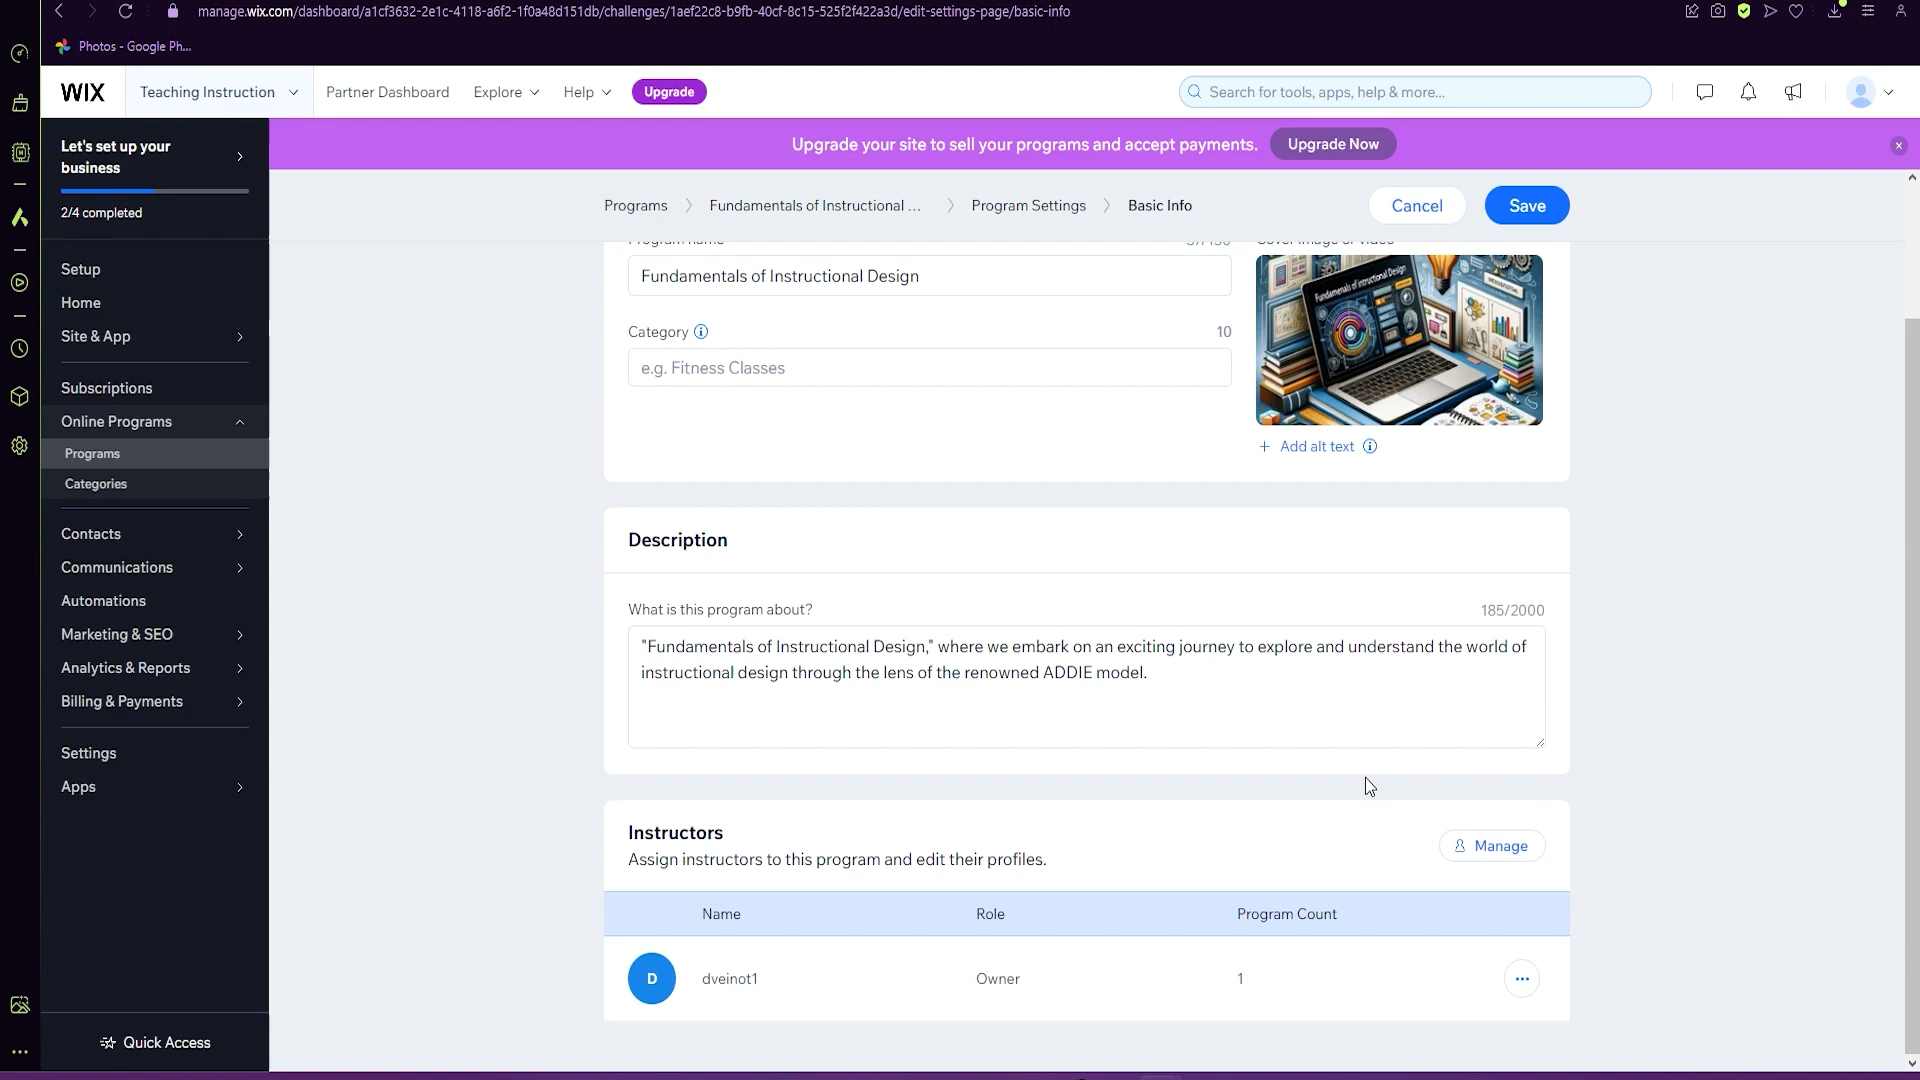 manage.wix.com/dashboard/a1cf3632-2e1c-4118-a6f2-1f0a48d151db/challenges/1aef22c8-b9fb-40cf-8c15-525f2f422a3d/edit-settings-page/basic-info
Photos - Google Ph...
WIX
Teaching Instruction
Partner Dashboard
Explore
Help
Upgrade
Search for tools, apps, help & more...
Let's set up your
business
2/4 completed
Upgrade your site to sell your programs and accept payments.
Upgrade Now
Programs
Fundamentals of Instructional ...
Program Settings
Basic Info
Cancel
Save
Setup
Home
Site & App
Subscriptions
Online Programs
Programs
Categories
Contacts
Communications
Automations
Marketing & SEO
Analytics & Reports
Billing & Payments
Settings
Apps
Quick Access
Program name
37/150
Cover image or video
Fundamentals of Instructional Design
Category
10
e.g. Fitness Classes
+ Add alt text
Description
What is this program about?
185/2000
"Fundamentals of Instructional Design," where we embark on an exciting journey to explore and understand the world of
instructional design through the lens of the renowned ADDIE model.
Instructors
Assign instructors to this program and edit their profiles.
Manage
Name
Role
Program Count
D
dveinot1
Owner
1